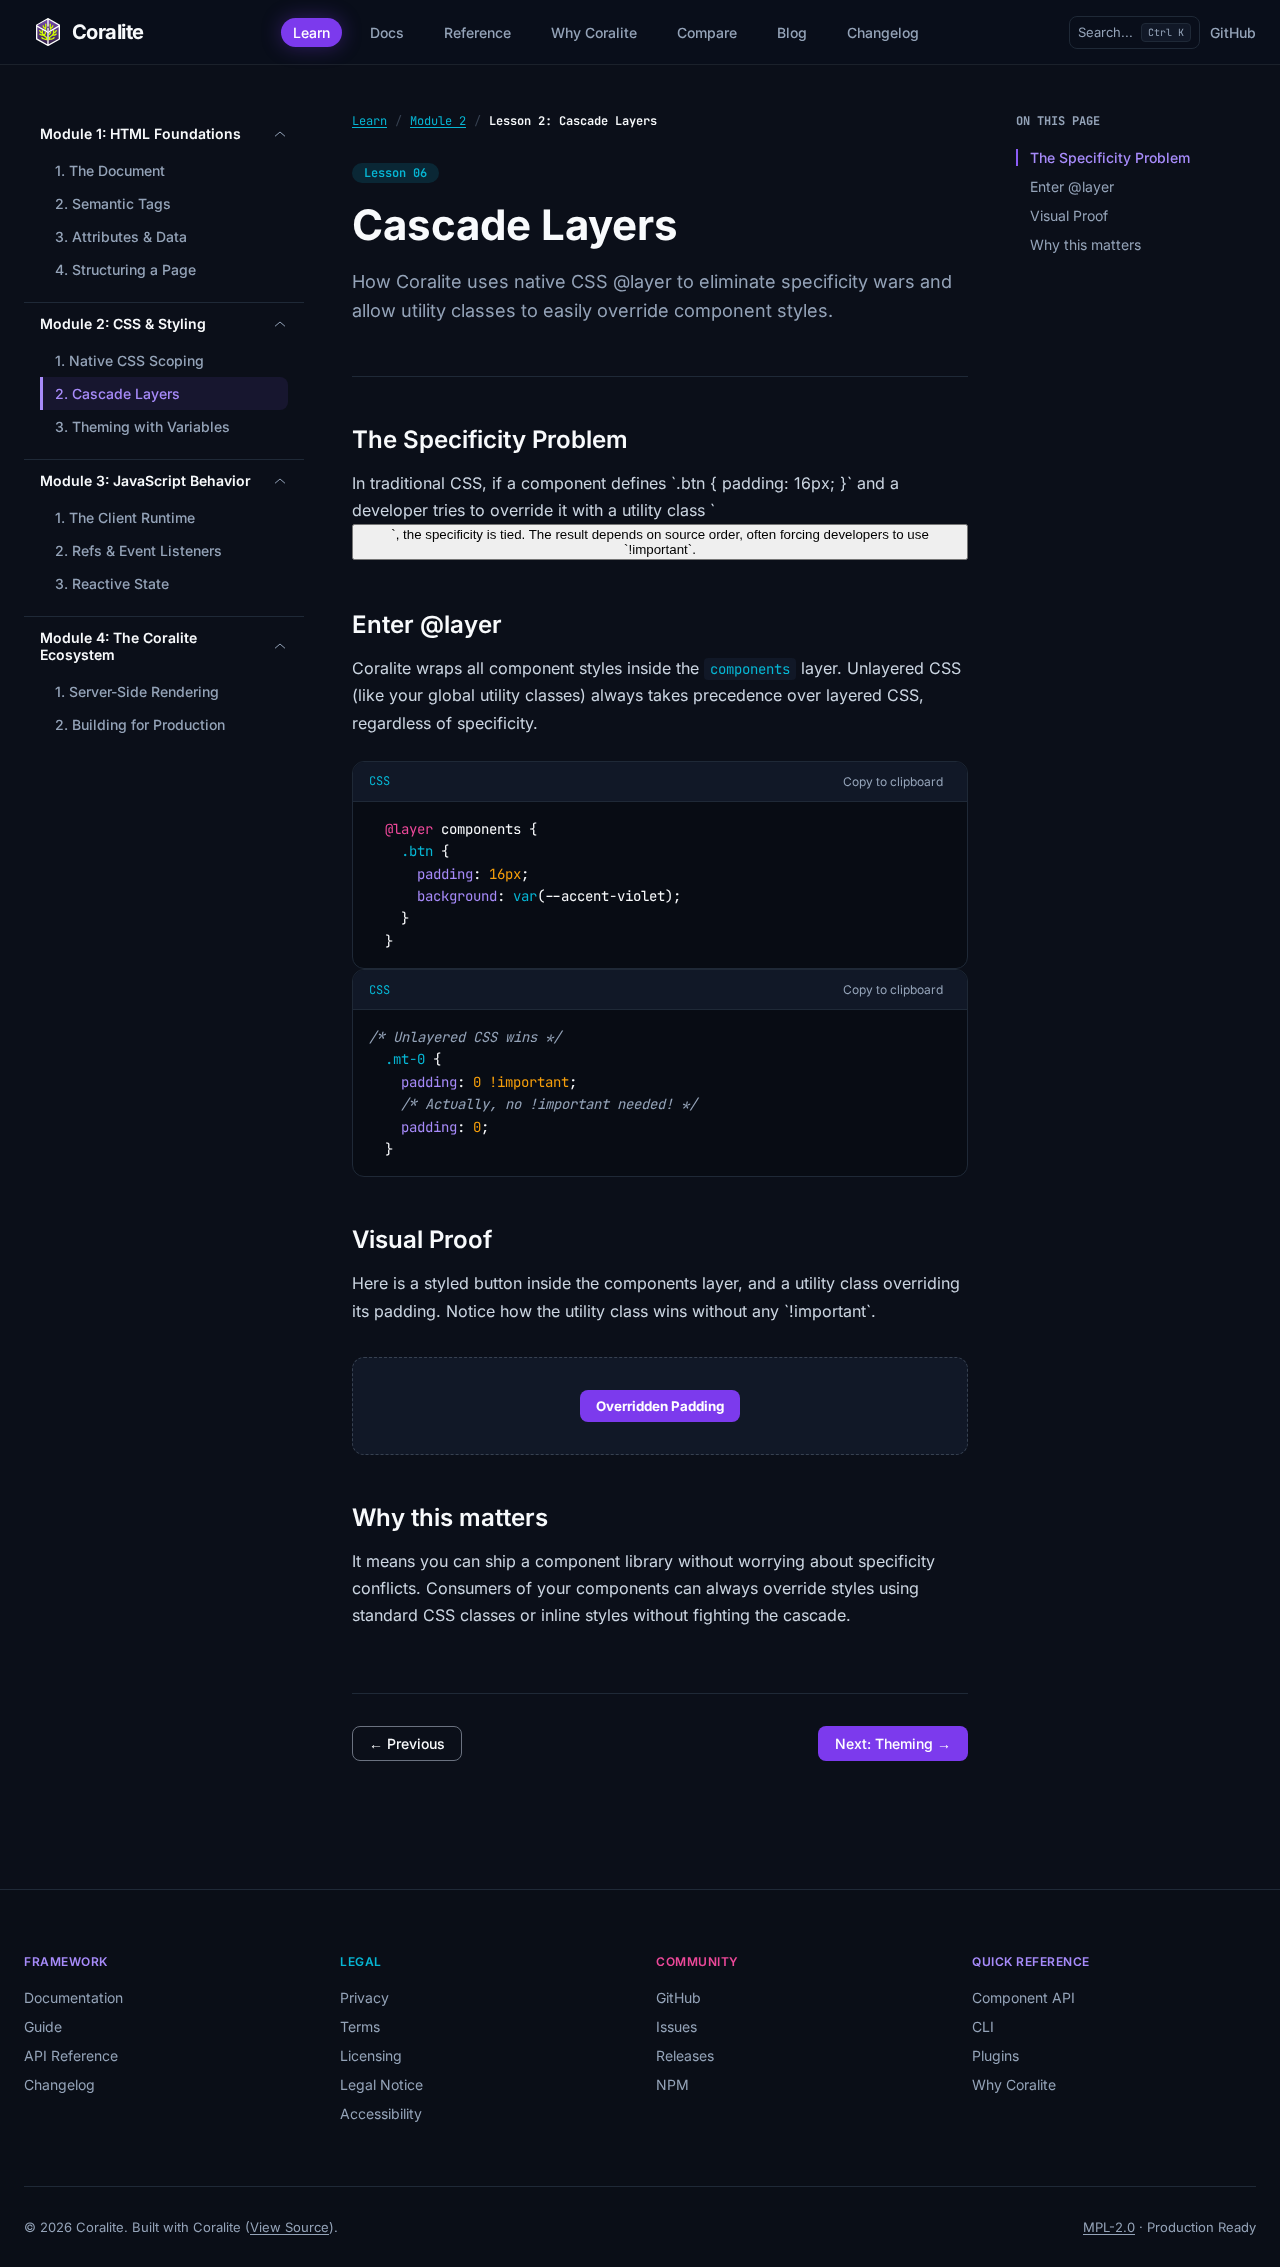 Coralite
Learn
Docs
Reference
Why Coralite
Compare
Blog
Changelog
Search...
Ctrl K
GitHub
Module 1: HTML Foundations
1. The Document
2. Semantic Tags
3. Attributes & Data
4. Structuring a Page
Module 2: CSS & Styling
1. Native CSS Scoping
2. Cascade Layers
3. Theming with Variables
Module 3: JavaScript Behavior
1. The Client Runtime
2. Refs & Event Listeners
3. Reactive State
Module 4: The Coralite
Ecosystem
1. Server-Side Rendering
2. Building for Production
Learn / Module 2 / Lesson 2: Cascade Layers
Lesson 06
Cascade Layers
How Coralite uses native CSS @layer to eliminate specificity wars and
allow utility classes to easily override component styles.
The Specificity Problem
In traditional CSS, if a component defines `.btn { padding: 16px; }` and a
developer tries to override it with a utility class `
`, the specificity is tied. The result depends on source order, often forcing developers to use
`!important`.
Enter @layer
Coralite wraps all component styles inside the components layer. Unlayered CSS
(like your global utility classes) always takes precedence over layered CSS,
regardless of specificity.
CSS
Copy to clipboard
@layer components {
.btn {
padding: 16px;
background: var(--accent-violet);
}
}
CSS
Copy to clipboard
/* Unlayered CSS wins */
.mt-0 {
padding: 0 !important;
/* Actually, no !important needed! */
padding: 0;
}
Visual Proof
Here is a styled button inside the components layer, and a utility class overriding
its padding. Notice how the utility class wins without any `!important`.
Overridden Padding
Why this matters
It means you can ship a component library without worrying about specificity
conflicts. Consumers of your components can always override styles using
standard CSS classes or inline styles without fighting the cascade.
← Previous
Next: Theming →
ON THIS PAGE
The Specificity Problem
Enter @layer
Visual Proof
Why this matters
FRAMEWORK
Documentation
Guide
API Reference
Changelog
LEGAL
Privacy
Terms
Licensing
Legal Notice
Accessibility
COMMUNITY
GitHub
Issues
Releases
NPM
QUICK REFERENCE
Component API
CLI
Plugins
Why Coralite
© 2026 Coralite. Built with Coralite (View Source).
MPL-2.0 · Production Ready